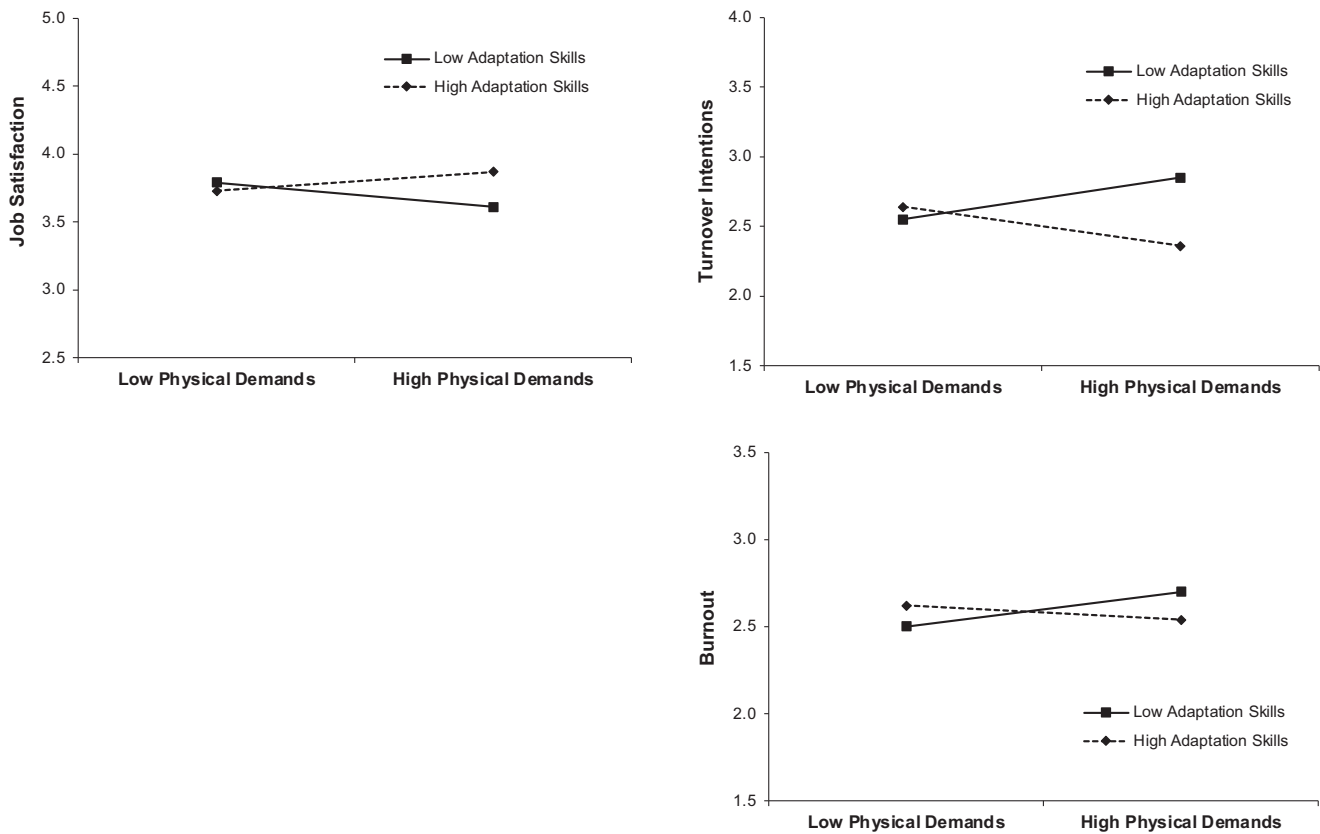 Job Satisfaction
5.0
4.5
4.0
3.5
3.0
2.5
Low Adaptation Skills
High Adaptation Skills
Low Physical Demands
High Physical Demands
Turnover Intentions
4.0
3.5
3.0
2.5
2.0
1.5
Low Adaptation Skills
High Adaptation Skills
Low Physical Demands
High Physical Demands
Burnout
3.5
3.0
2.5
2.0
1.5
Low Adaptation Skills
High Adaptation Skills
Low Physical Demands
High Physical Demands